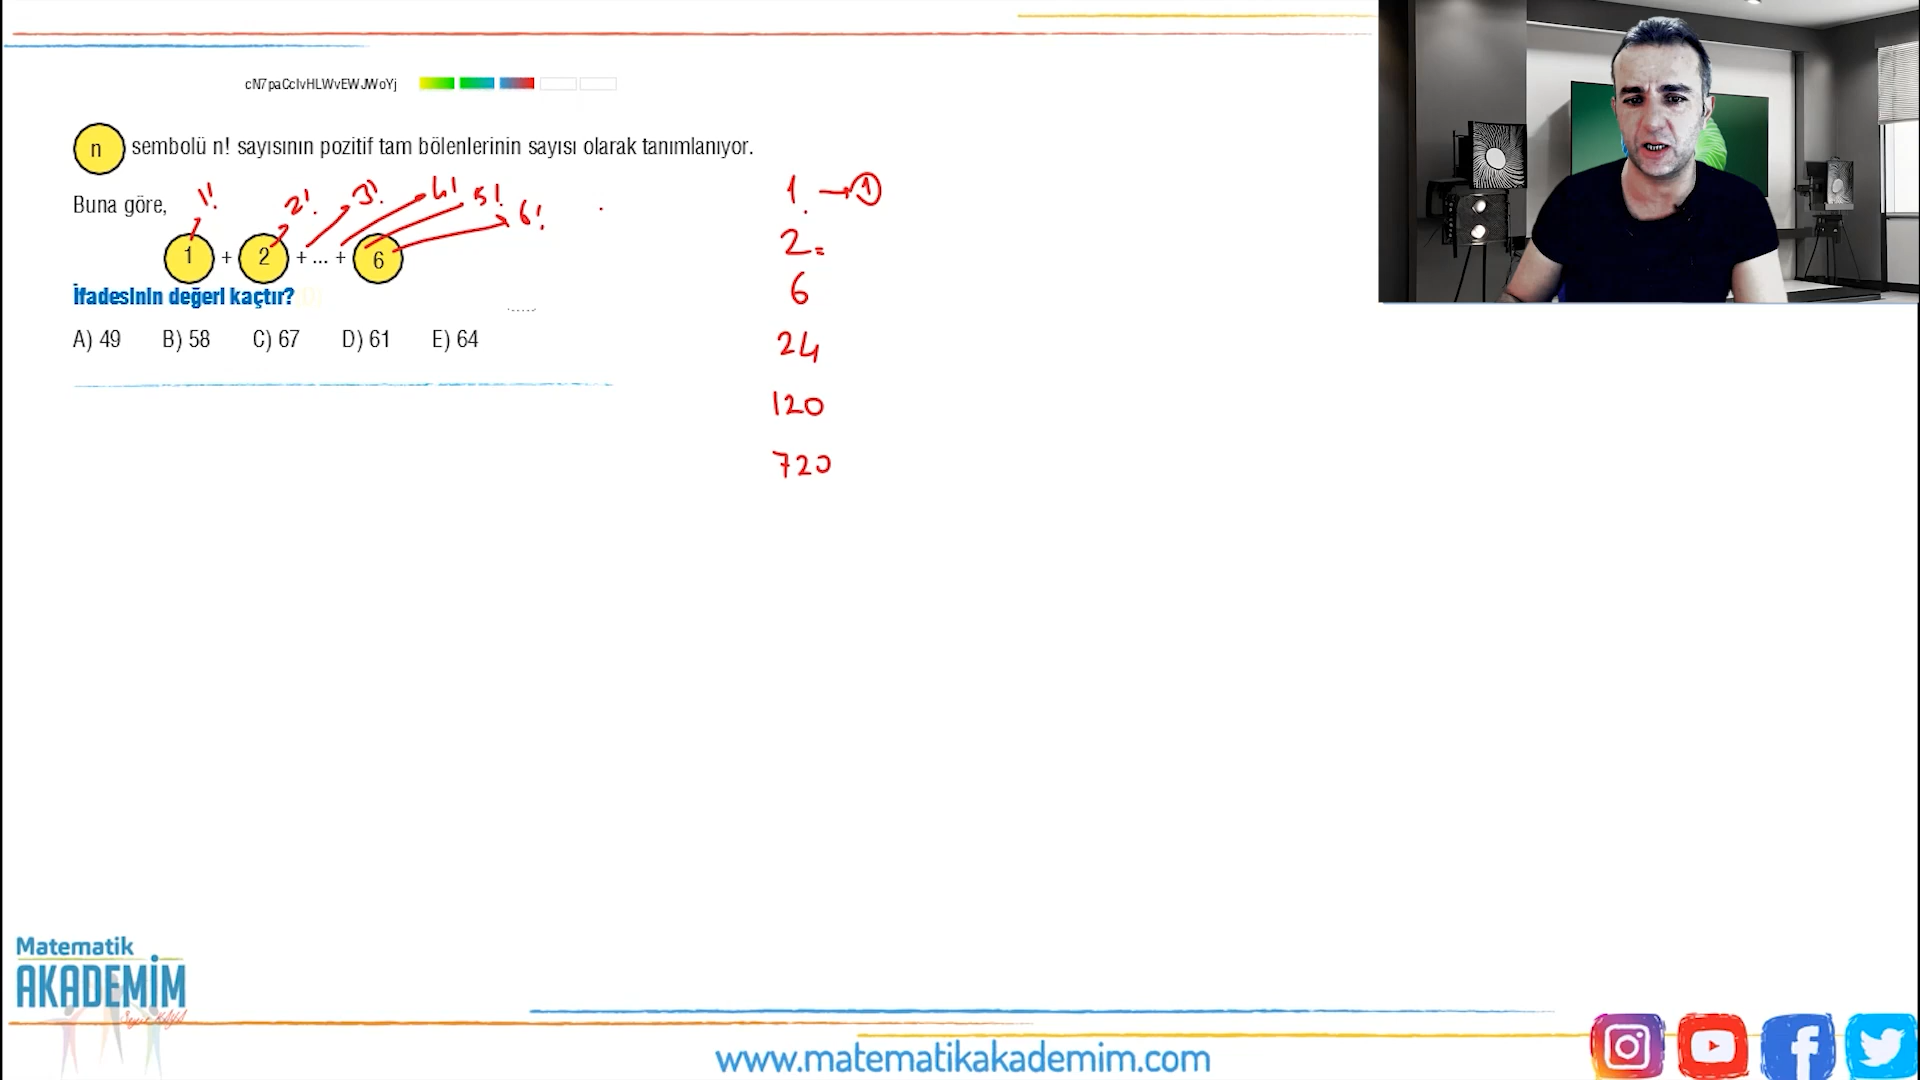 cN7paCcIvHLWvEWJWoYj
n sembolü n! sayısının pozitif tam bölenlerinin sayısı olarak tanımlanıyor.
1! 2! 3! 4! 5! 6!
Buna göre,
1 + 2 + ... + 6
İfadesinin değeri kaçtır?
A) 49 B) 58 C) 67 D) 61 E) 64
1 → 1
2 =
6
24
120
720
Matematik
AKADEMİM
www.matematikakademim.com